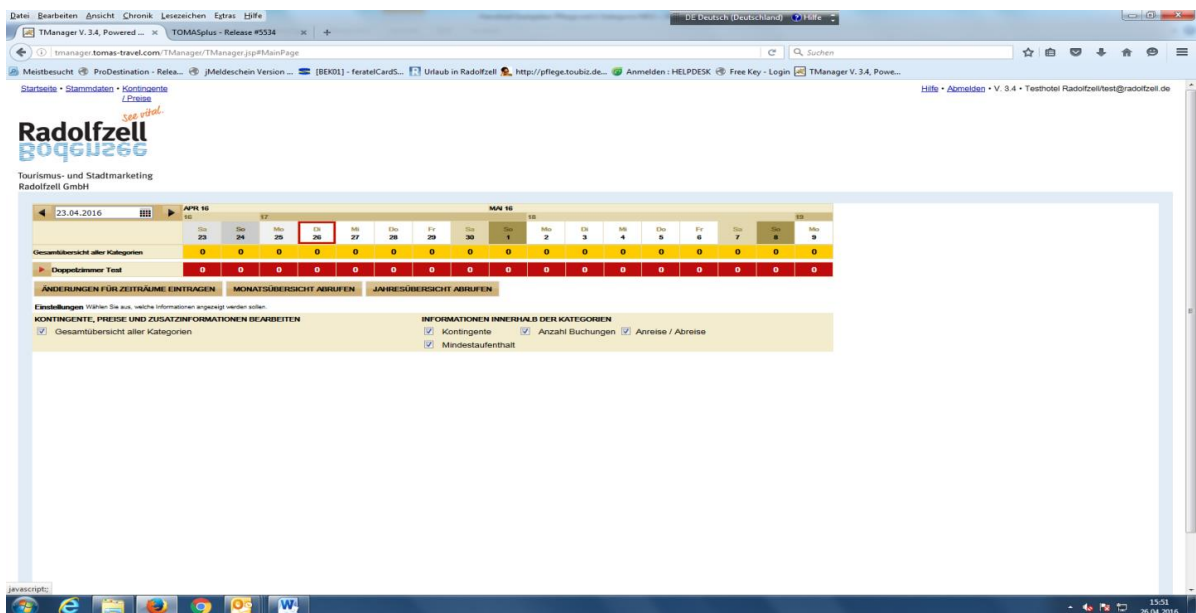 Datei Bearbeiten Ansicht Chronik Lesezeichen Extras Hilfe
DE Deutsch (Deutschland) Hilfe
TManager V. 3.4, Powered ... × TOMASplus - Release #5534 × +
tmanager.tomas-travel.com/TManager/TManager.jsp#MainPage
Suchen
Meistbesucht ProDestination - Relea... jMeldeschein Version ... [BEK01] - feratelCardS... Urlaub in Radolfzell http://pflege.toubiz.de... Anmelden : HELPDESK Free Key - Login TManager V. 3.4, Powe...
Startseite • Stammdaten • Kontingente / Preise
Hilfe • Abmelden • V. 3.4 • Testhotel Radolfzell/test@radolfzell.de
See vital
Radolfzell
Bodensee
Tourismus- und Stadtmarketing
Radolfzell GmbH
23.04.2016
APR 16 MAI 16
16 17 18 19
Sa So Mo Di Mi Do Fr Sa So Mo Di Mi Do Fr Sa So Mo
23 24 25 26 27 28 29 30 1 2 3 4 5 6 7 8 9
Gesamtübersicht aller Kategorien 0 0 0 0 0 0 0 0 0 0 0 0 0 0 0 0 0
Doppelzimmer Test 0 0 0 0 0 0 0 0 0 0 0 0 0 0 0 0 0
ÄNDERUNGEN FÜR ZEITRÄUME EINTRAGEN MONATSÜBERSICHT ABRUFEN JAHRESÜBERSICHT ABRUFEN
Einstellungen Wählen Sie aus, welche Informationen angezeigt werden sollen.
KONTINGENTE, PREISE UND ZUSATZINFORMATIONEN BEARBEITEN INFORMATIONEN INNERHALB DER KATEGORIEN
Gesamtübersicht aller Kategorien Kontingente Anzahl Buchungen Anreise / Abreise
Mindestaufenthalt
javascript:;
15:51
26.04.2016